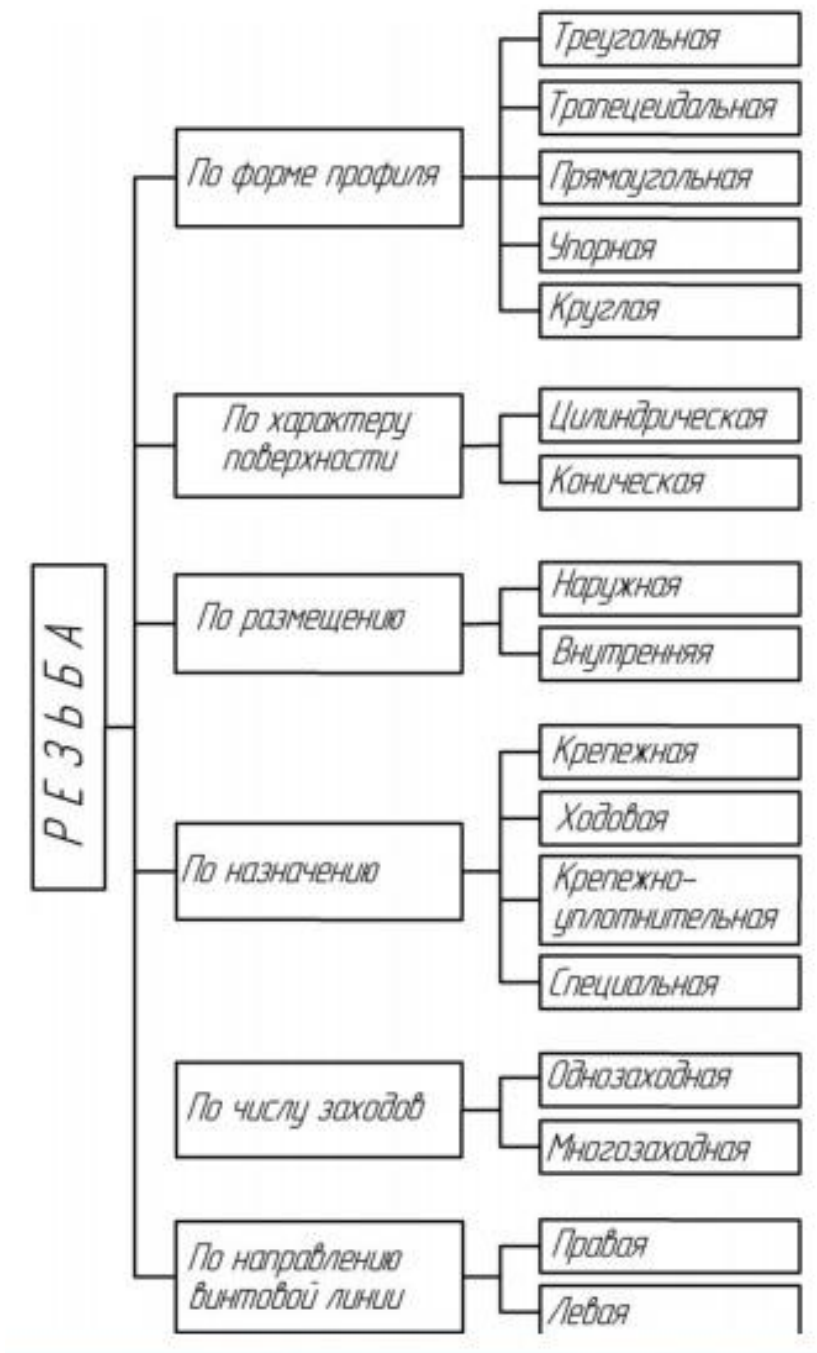 РЕЗЬБА
По форме профиля
Треугольная
Трапецеидальная
Прямоугольная
Упорная
Круглая
По характеру
поверхности
Цилиндрическая
Коническая
По размещению
Наружная
Внутренняя
По назначению
Крепежная
Ходовая
Крепежно-
уплотнительная
Специальная
По числу заходов
Однозаходная
Многозаходная
По направлению
винтовой линии
Правая
Левая